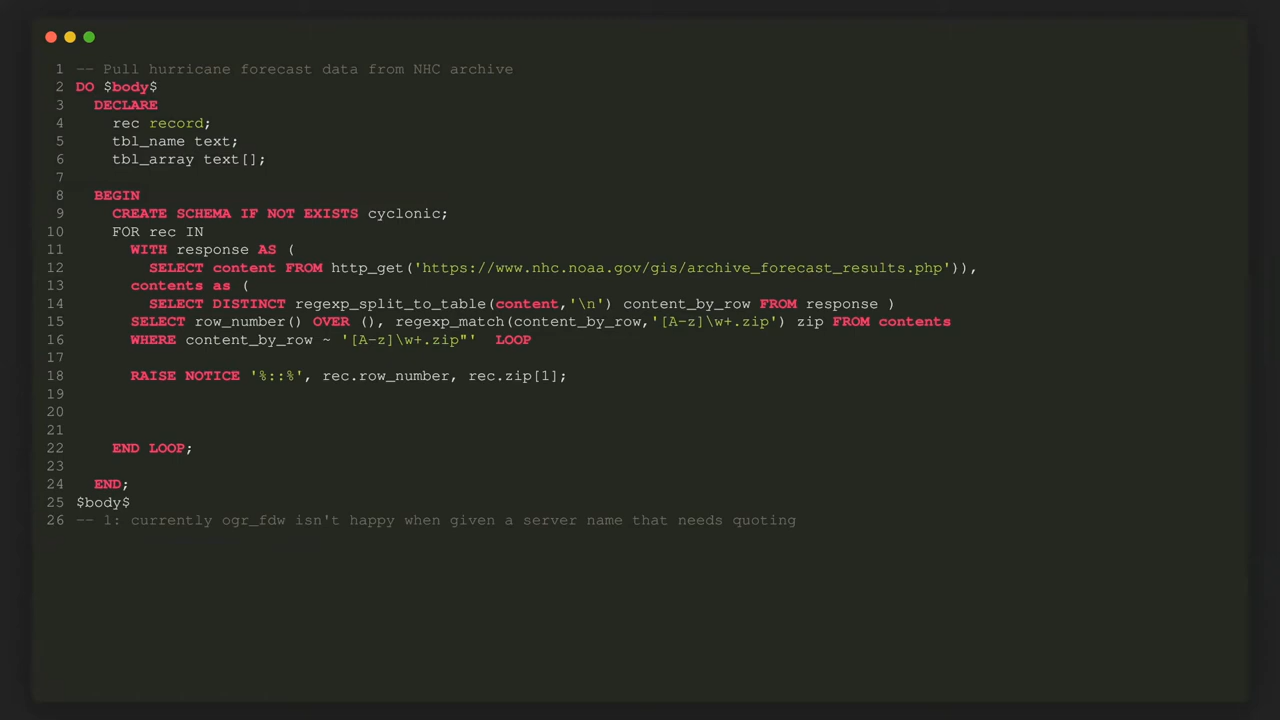 1 -- Pull hurricane forecast data from NHC archive
2 DO $body$
3 DECLARE
4 rec record;
5 tbl_name text;
6 tbl_array text[];
7
8 BEGIN
9 CREATE SCHEMA IF NOT EXISTS cyclonic;
10 FOR rec IN
11 WITH response AS (
12 SELECT content FROM http_get('https://www.nhc.noaa.gov/gis/archive_forecast_results.php')),
13 contents as (
14 SELECT DISTINCT regexp_split_to_table(content,'\n') content_by_row FROM response )
15 SELECT row_number() OVER (), regexp_match(content_by_row,'[A-z]\w+.zip') zip FROM contents
16 WHERE content_by_row ~ '[A-z]\w+.zip"' LOOP
17
18 RAISE NOTICE '%::%', rec.row_number, rec.zip[1];
19
20
21
22 END LOOP;
23
24 END;
25 $body$
26 -- 1: currently ogr_fdw isn't happy when given a server name that needs quoting